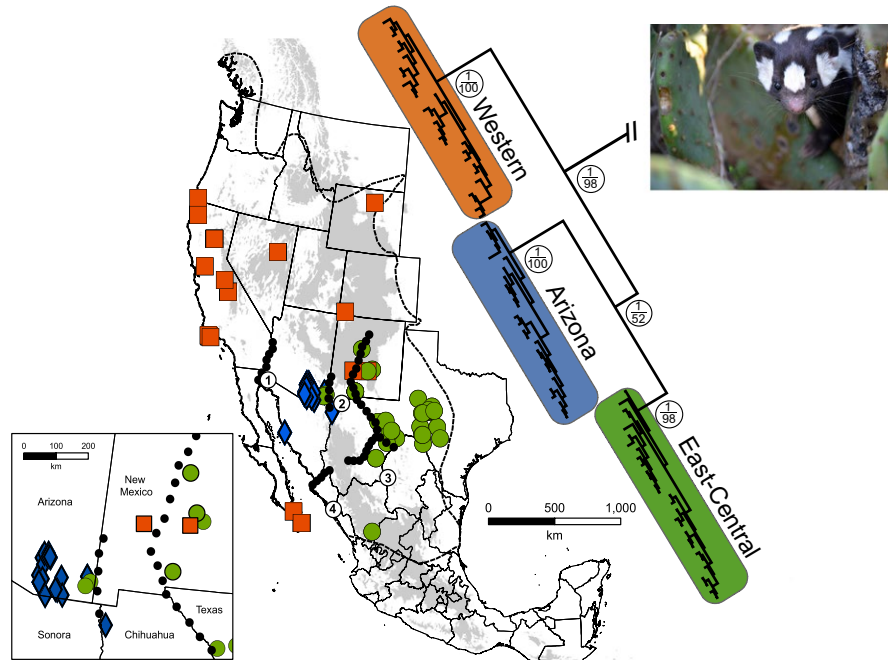 1
100
Western
1
98
1
100
Arizona
1
52
1
98
East-Central
1
2
3
4
0
500
1,000
km
0
100
200
km
Arizona
New
Mexico
Texas
Sonora
Chihuahua